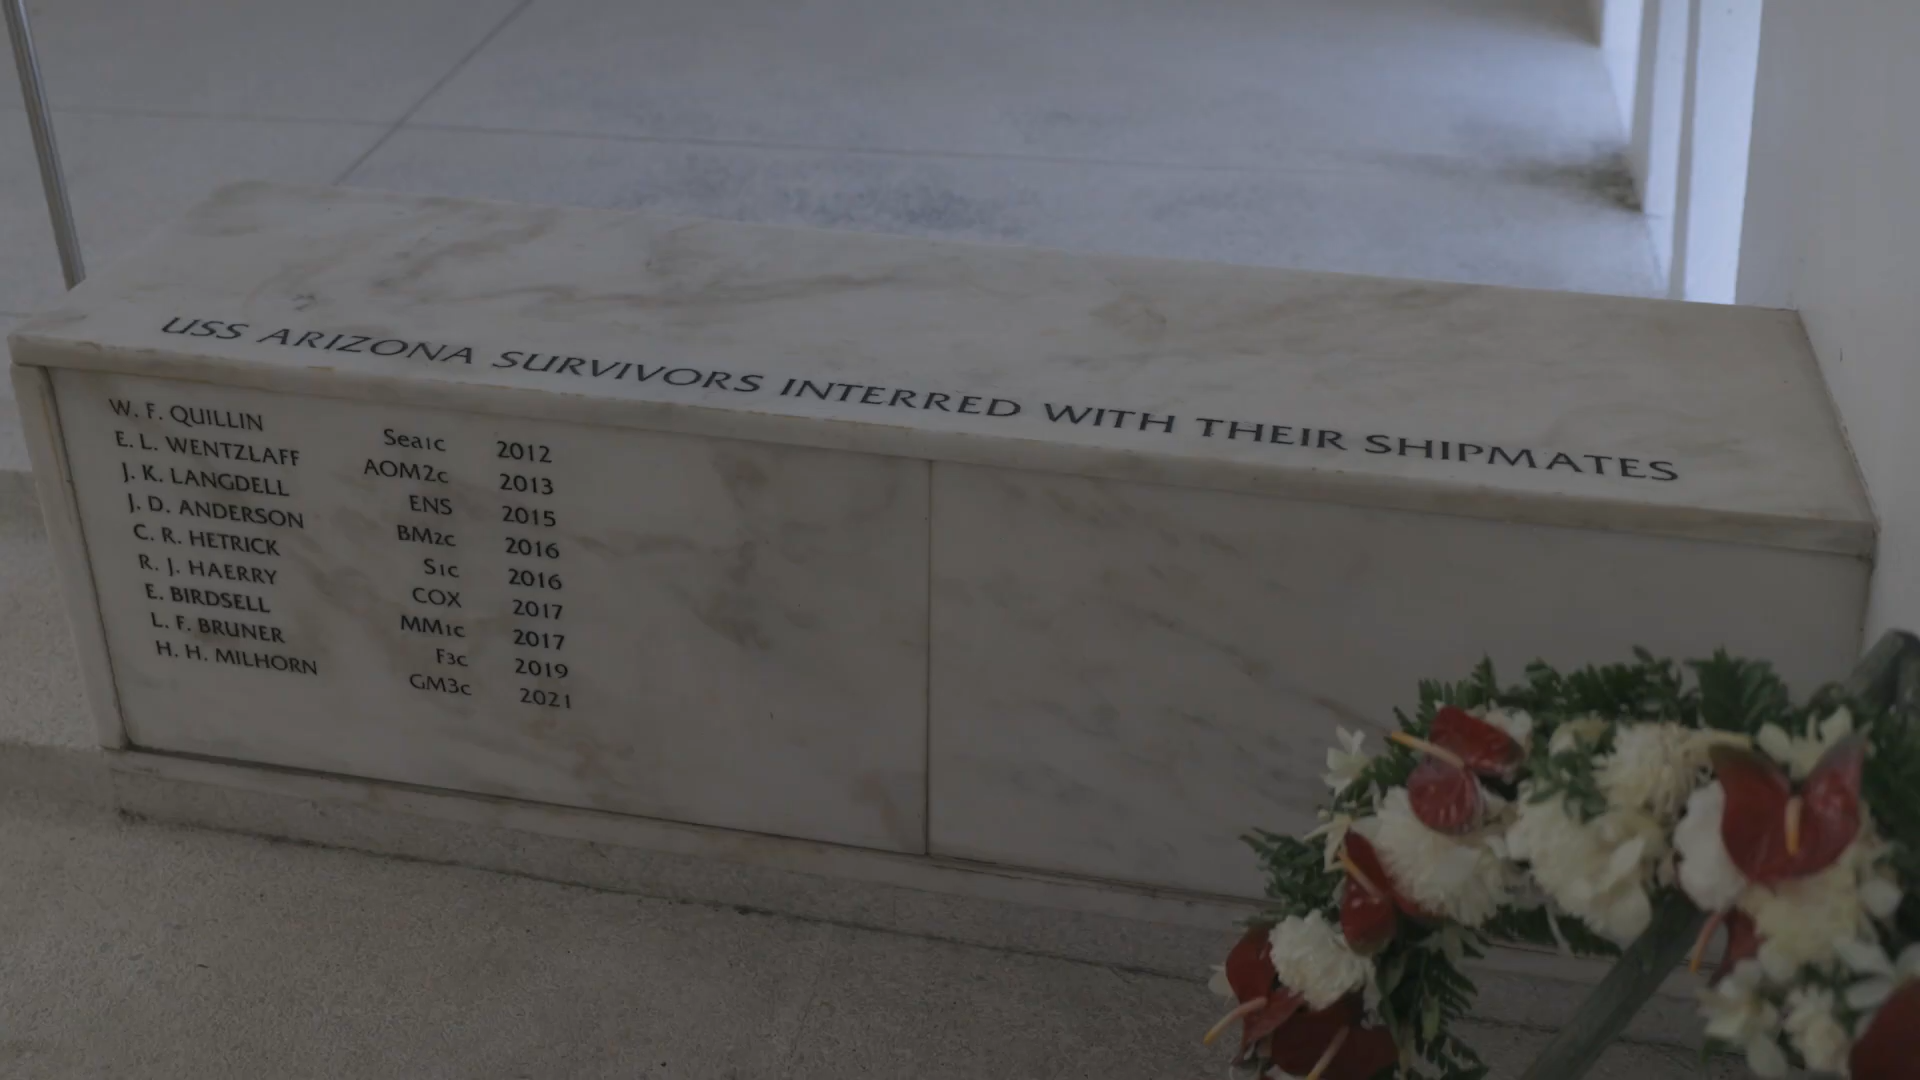 USS ARIZONA SURVIVORS INTERRED WITH THEIR SHIPMATES
W. F. QUILLIN Sea1c 2012
E. L. WENTZLAFF AOM2c 2013
J. K. LANGDELL ENS 2015
J. D. ANDERSON BM2c 2016
C. R. HETRICK S1c 2016
R. J. HAERRY COX 2017
E. BIRDSELL MM1c 2017
L. F. BRUNER F3c 2019
H. H. MILHORN GM3c 2021